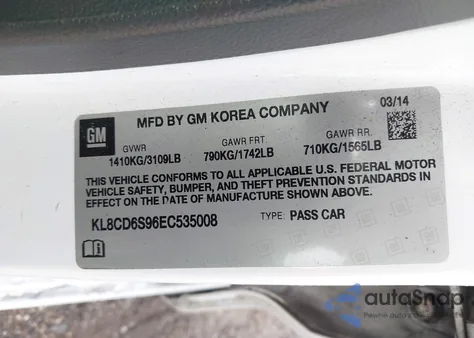 GM
MFD BY GM KOREA COMPANY 03/14
GVWR GAWR FRT. GAWR RR.
1410KG/3109LB 790KG/1742LB 710KG/1565LB
THIS VEHICLE CONFORMS TO ALL APPLICABLE U.S. FEDERAL MOTOR
VEHICLE SAFETY, BUMPER, AND THEFT PREVENTION STANDARDS IN
EFFECT ON THE DATE OF MANUFACTURE SHOWN ABOVE.
KL8CD6S96EC535008 TYPE: PASS CAR
autaSnap